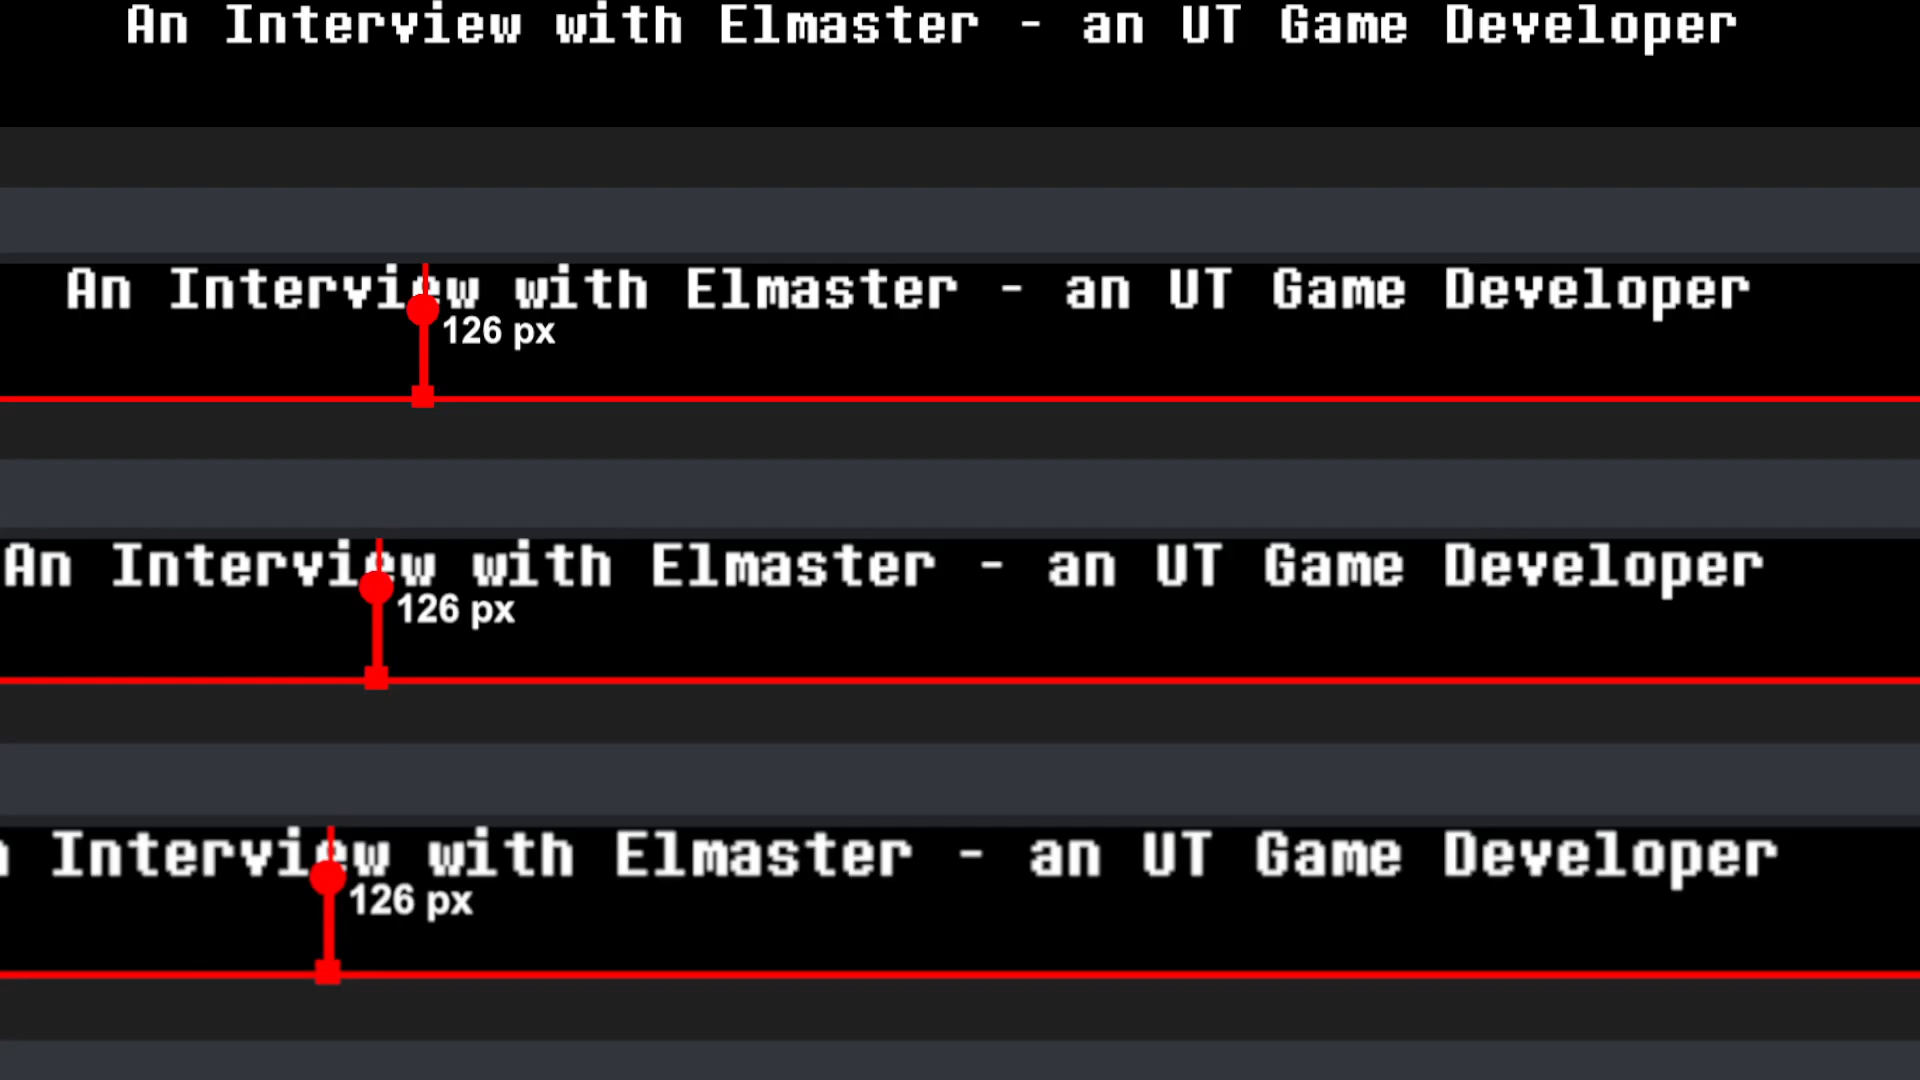 An Interview with Elmaster - an UT Game Developer
An Interview with Elmaster - an UT Game Developer
126 px
An Interview with Elmaster - an UT Game Developer
126 px
n Interview with Elmaster - an UT Game Developer
126 px